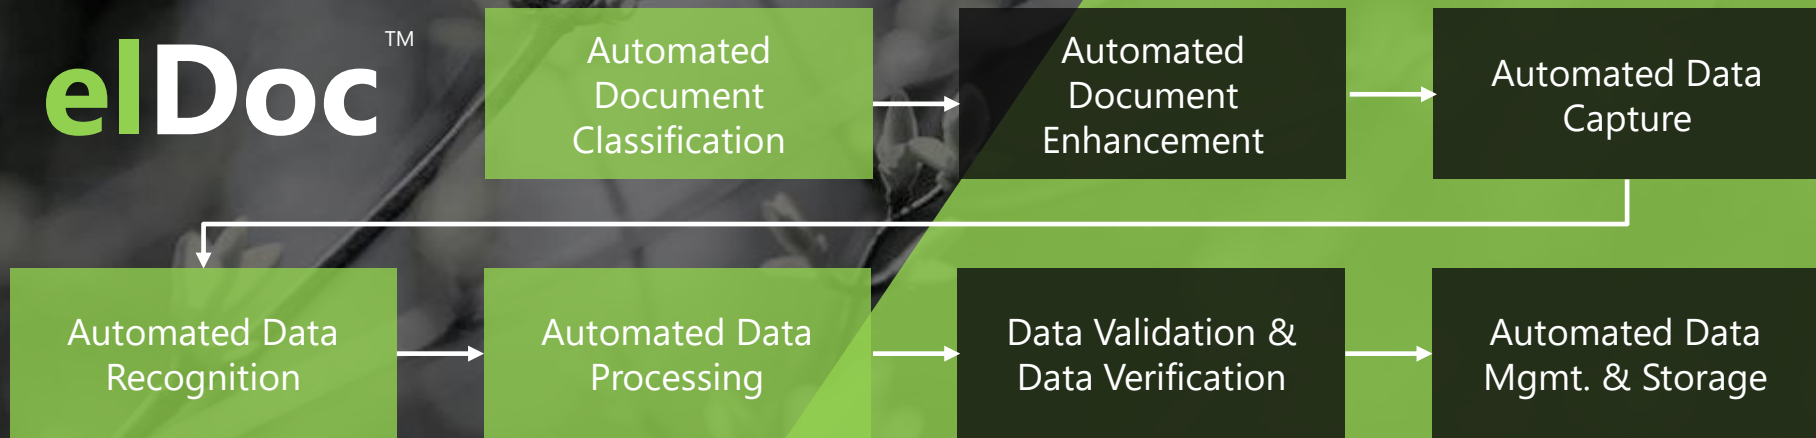 elDoc
TM
Automated
Document
Classification
Automated
Document
Enhancement
Automated Data
Capture
Automated Data
Recognition
Automated Data
Processing
Data Validation &
Data Verification
Automated Data
Mgmt. & Storage